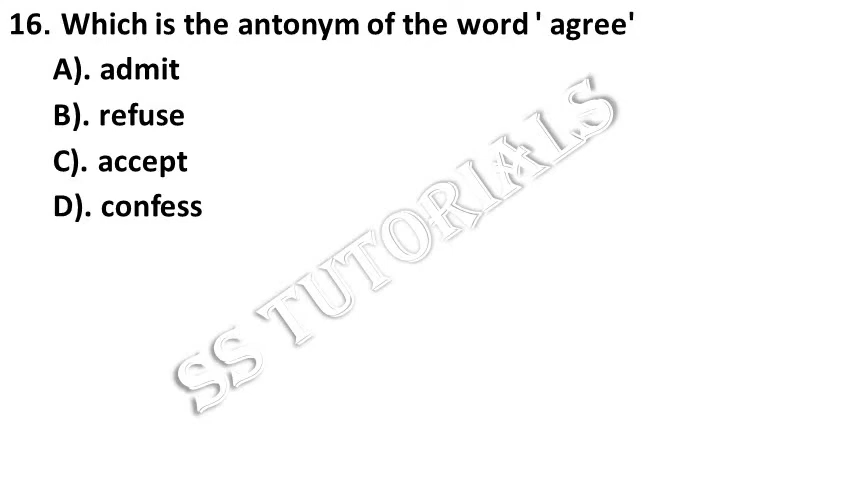 16. Which is the antonym of the word ' agree'
A). admit
B). refuse
C). accept
D). confess
SS TUTORIALS